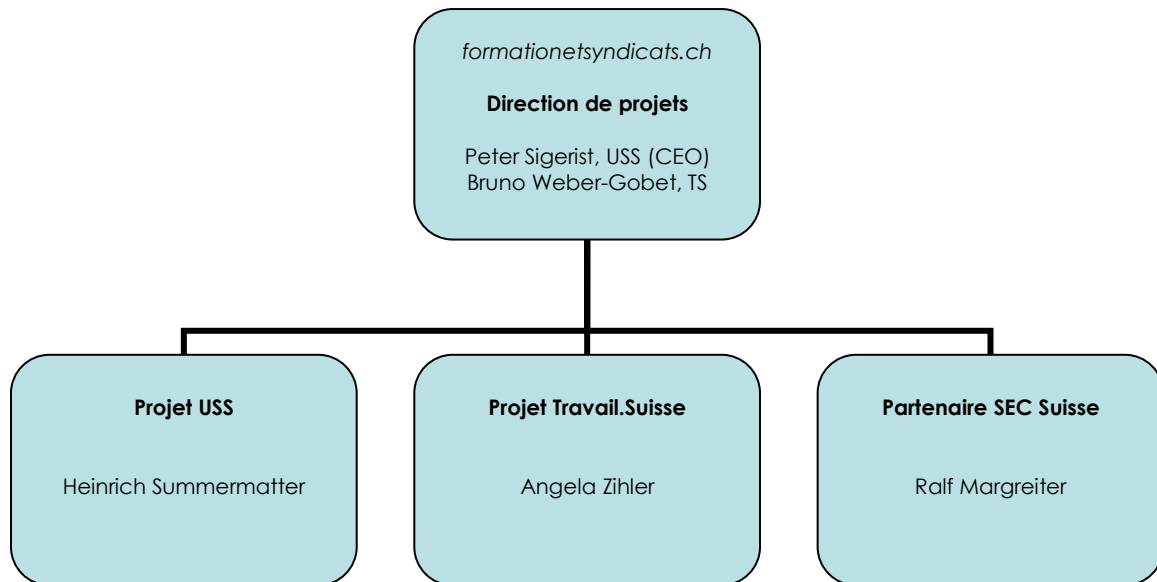 formationetsyndicats.ch
Direction de projets
Peter Sigerist, USS (CEO)
Bruno Weber-Gobet, TS
Projet USS
Heinrich Summermatter
Projet Travail.Suisse
Angela Zihler
Partenaire SEC Suisse
Ralf Margreiter